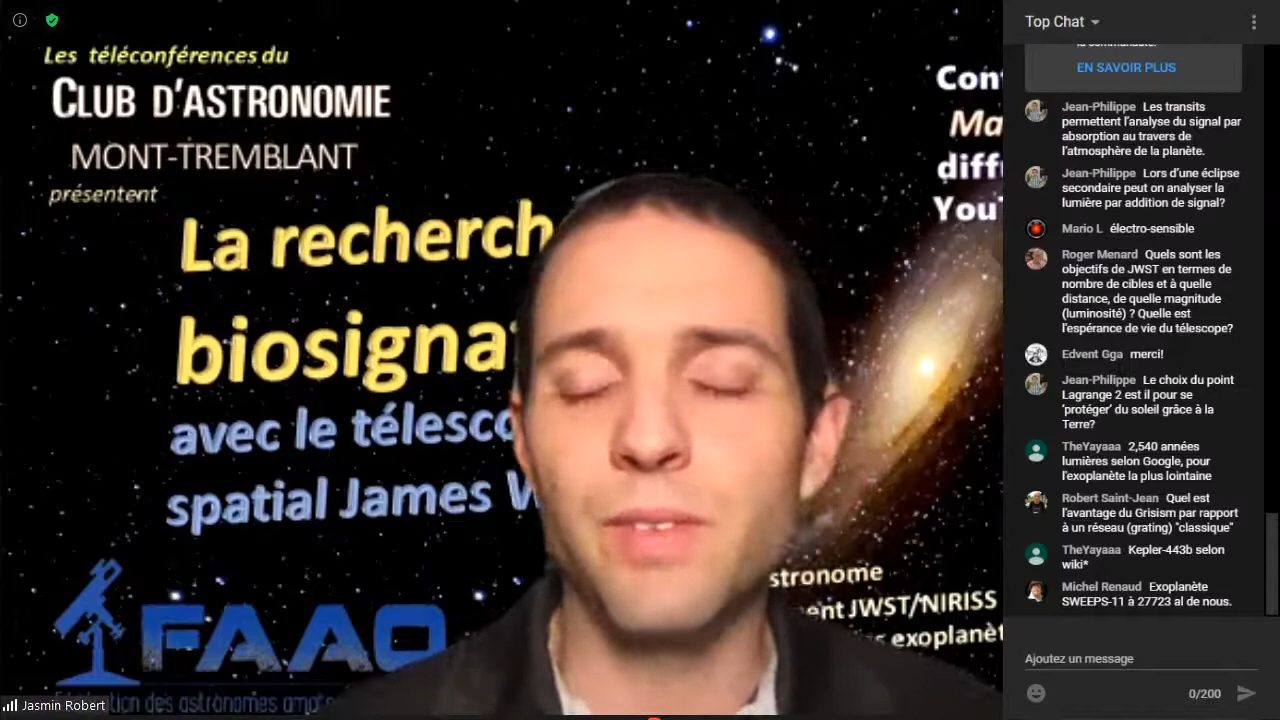 Les téléconférences du
CLUB D'ASTRONOMIE
MONT-TREMBLANT
présentent
La recherch
biosigna
avec le télesco
spatial James W
FAAQ
Jasmin Robert
des astronomes ama
Con
Ma
diff
You
stronome
ent JWST/NIRISS
exoplanèt
Top Chat
la communauté.
EN SAVOIR PLUS
Jean-Philippe Les transits
permettent l'analyse du signal par
absorption au travers de
l'atmosphère de la planète.
Jean-Philippe Lors d'une éclipse
secondaire peut on analyser la
lumière par addition de signal?
Mario L électro-sensible
Roger Menard Quels sont les
objectifs de JWST en termes de
nombre de cibles et à quelle
distance, de quelle magnitude
(luminosité) ? Quelle est
l'espérance de vie du télescope?
Edvent Gga merci!
Jean-Philippe Le choix du point
Lagrange 2 est il pour se
'protéger' du soleil grâce à la
Terre?
TheYayaaa 2,540 années
lumières selon Google, pour
l'exoplanète la plus lointaine
Robert Saint-Jean Quel est
l'avantage du Grisism par rapport
à un réseau (grating) "classique"
TheYayaaa Kepler-443b selon
wiki*
Michel Renaud Exoplanète
SWEEPS-11 à 27723 al de nous.
Ajoutez un message
0/200